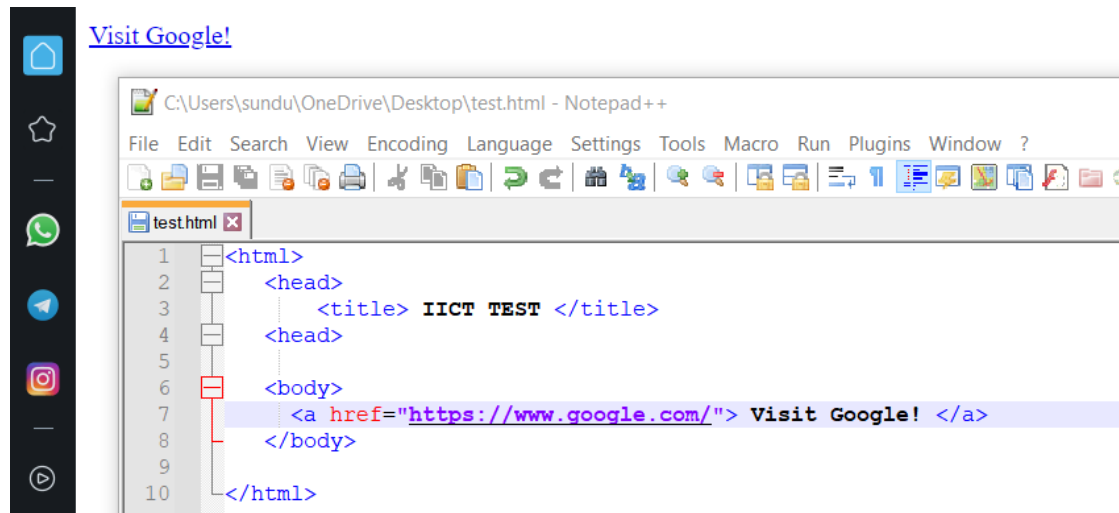 Visit Google!
C:\Users\sundu\OneDrive\Desktop\test.html - Notepad++
File Edit Search View Encoding Language Settings Tools Macro Run Plugins Window ?
test.html
1 <html>
2 <head>
3 <title> IICT TEST </title>
4 <head>
5
6 <body>
7 <a href="https://www.google.com/"> Visit Google! </a>
8 </body>
9
10 </html>